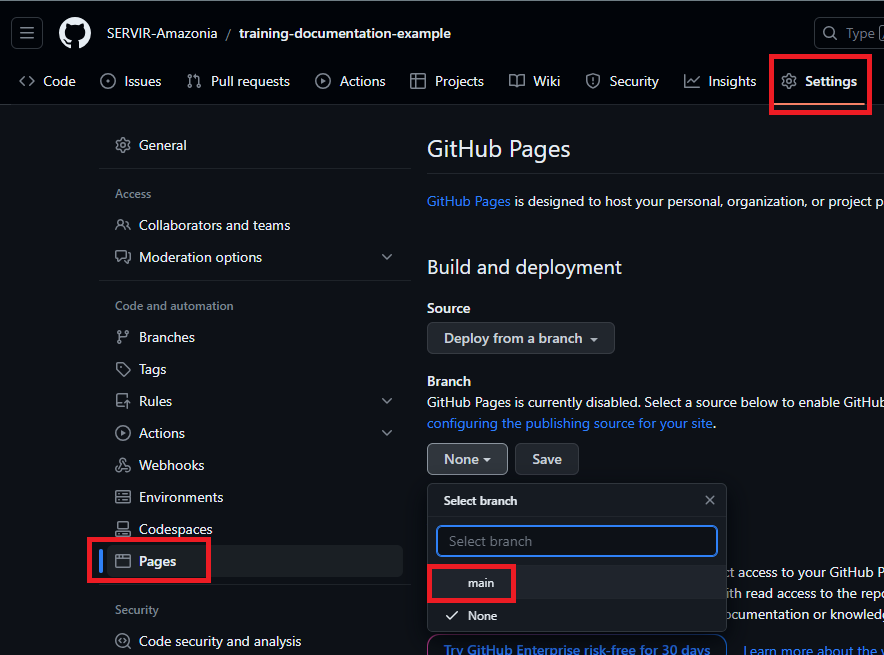 SERVIR-Amazonia / training-documentation-example
Type
Code Issues Pull requests Actions Projects Wiki Security Insights Settings
General
Access
Collaborators and teams
Moderation options
Code and automation
Branches
Tags
Rules
Actions
Webhooks
Environments
Codespaces
Pages
Security
Code security and analysis
GitHub Pages
GitHub Pages is designed to host your personal, organization, or project p
Build and deployment
Source
Deploy from a branch
Branch
GitHub Pages is currently disabled. Select a source below to enable GitHub
configuring the publishing source for your site.
None Save
Select branch
Select branch
main
None
ct access to your GitHub P
ith read access to the repo
ocumentation or knowledg
Try GitHub Enterprise risk-free for 30 days Learn more about the v